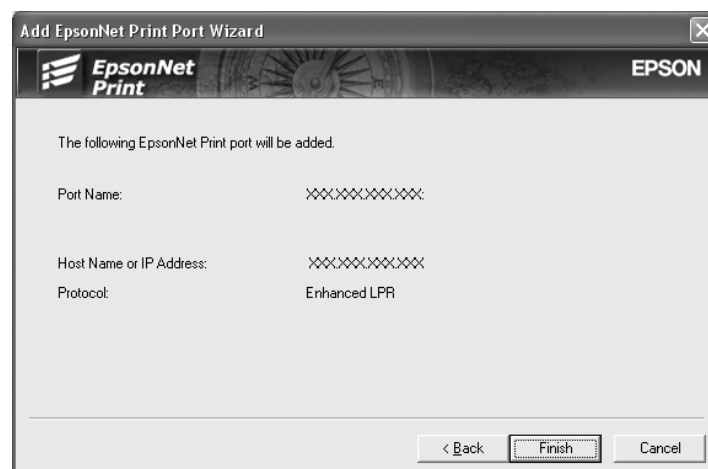 Add EpsonNet Print Port Wizard
EpsonNet
Print
EPSON
The following EpsonNet Print port will be added.
Port Name: XXX.XXX.XXX.XXX:
Host Name or IP Address: XXX.XXX.XXX.XXX
Protocol: Enhanced LPR
< Back Finish Cancel